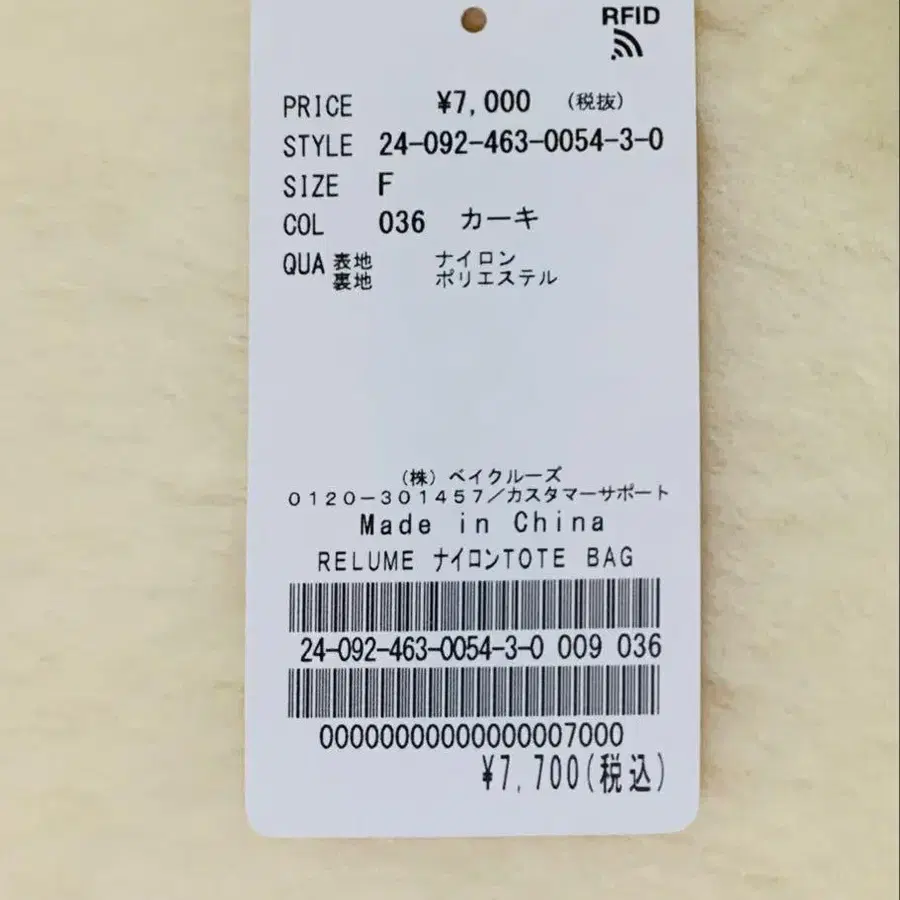 RFID
PRICE ¥7,000 (税抜)
STYLE 24-092-463-0054-3-0
SIZE F
COL 036 カーキ
QUA 表地 ナイロン
裏地 ポリエステル
(株)ベイクルーズ
0120-301457/カスタマーサポート
Made in China
RELUME ナイロンTOTE BAG
24-092-463-0054-3-0 009 036
00000000000000007000
¥7,700(税込)